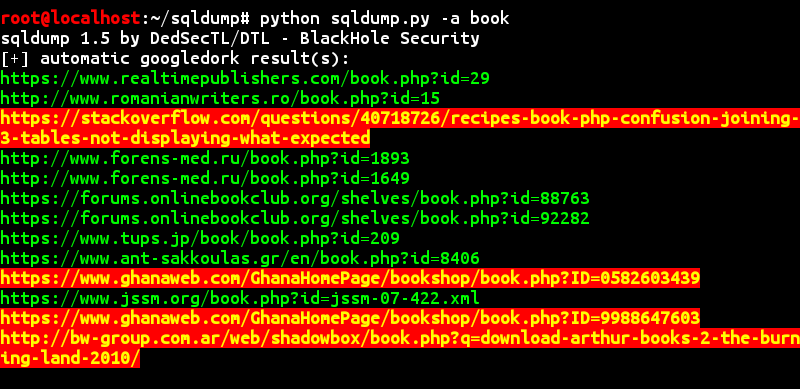 root@localhost:~/sqldump# python sqldump.py -a book
sqldump 1.5 by DedSecTL/DTL - BlackHole Security
[+] automatic googledork result(s):
https://www.realtimepublishers.com/book.php?id=29
http://www.romanianwriters.ro/book.php?id=15
https://stackoverflow.com/questions/40718726/recipes-book-php-confusion-joining-
3-tables-not-displaying-what-expected
http://www.forens-med.ru/book.php?id=1893
http://www.forens-med.ru/book.php?id=1649
https://forums.onlinebookclub.org/shelves/book.php?id=88763
https://forums.onlinebookclub.org/shelves/book.php?id=92282
https://www.tups.jp/book/book.php?id=209
https://www.ant-sakkoulas.gr/en/book.php?id=8406
https://www.ghanaweb.com/GhanaHomePage/bookshop/book.php?ID=0582603439
https://www.jssm.org/book.php?id=jssm-07-422.xml
https://www.ghanaweb.com/GhanaHomePage/bookshop/book.php?ID=9988647603
http://bw-group.com.ar/web/shadowbox/book.php?q=download-arthur-books-2-the-burn
ing-land-2010/